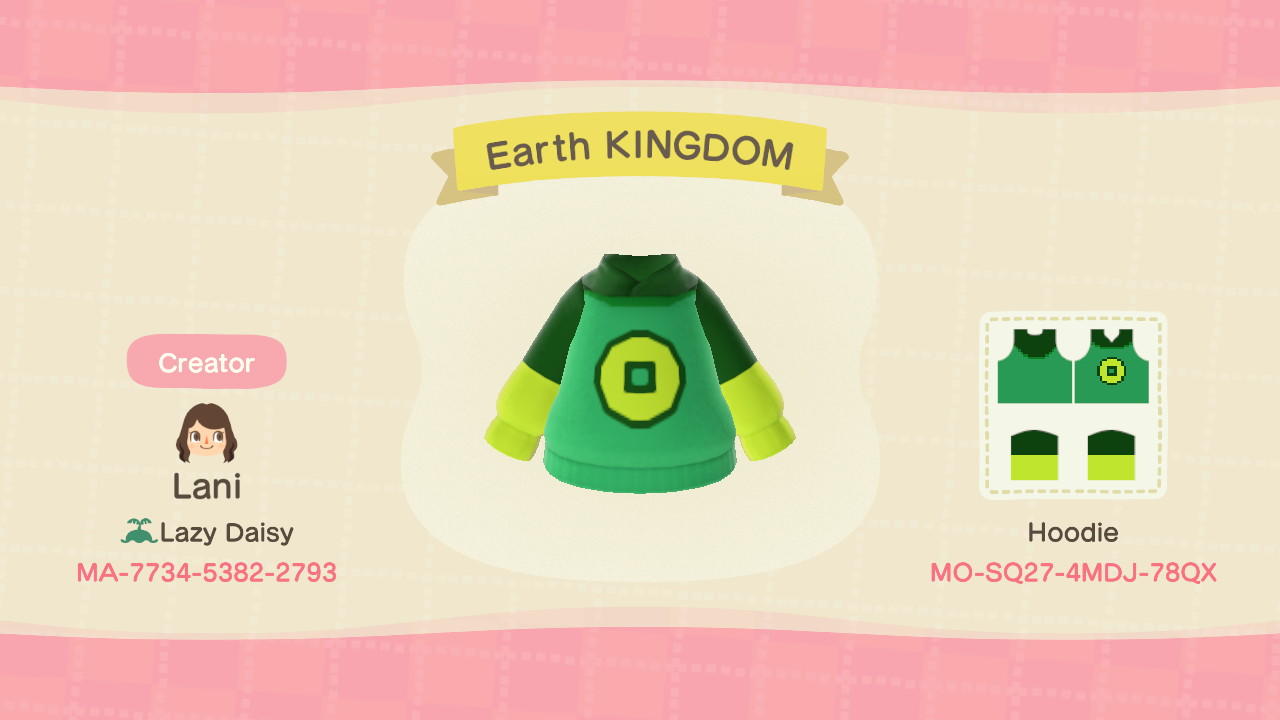 Earth KINGDOM
Creator
Lani
Lazy Daisy
MA-7734-5382-2793
Hoodie
MO-SQ27-4MDJ-78QX